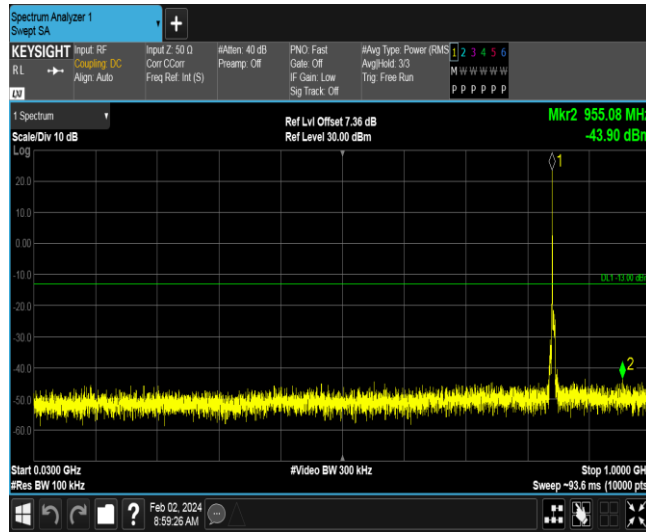 Spectrum Analyzer 1
Swept SA
+
KEYSIGHT
RL
LXI
Input: RF
Coupling: DC
Align: Auto
Input Z: 50 Ω
Corr CCorr
Freq Ref: Int (S)
#Atten: 40 dB
Preamp: Off
PNO: Fast
Gate: Off
IF Gain: Low
Sig Track: Off
#Avg Type: Power (RMS
Avg|Hold: 3/3
Trig: Free Run
1 2 3 4 5 6
M W W W W W
P P P P P P
1 Spectrum
Scale/Div 10 dB
Log
Ref Lvl Offset 7.36 dB
Ref Level 30.00 dBm
Mkr2 955.08 MHz
-43.90 dBm
1
20.0
10.0
0.00
-10.0
DL1 -13.00 dBm
-20.0
-30.0
-40.0
2
-50.0
-60.0
Start 0.0300 GHz
#Res BW 100 kHz
#Video BW 300 kHz
Stop 1.0000 GH
Sweep ~93.6 ms (10000 pts
?
Feb 02, 2024
8:59:26 AM